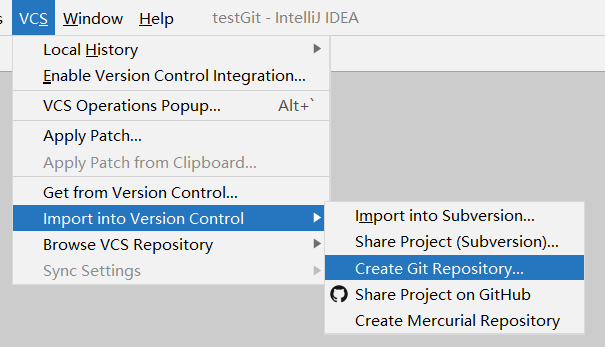 VCS Window Help testGit - IntelliJ IDEA
Local History
Enable Version Control Integration...
VCS Operations Popup... Alt+`
Apply Patch...
Apply Patch from Clipboard...
Get from Version Control...
Import into Version Control
Browse VCS Repository
Sync Settings
Import into Subversion...
Share Project (Subversion)...
Create Git Repository...
Share Project on GitHub
Create Mercurial Repository